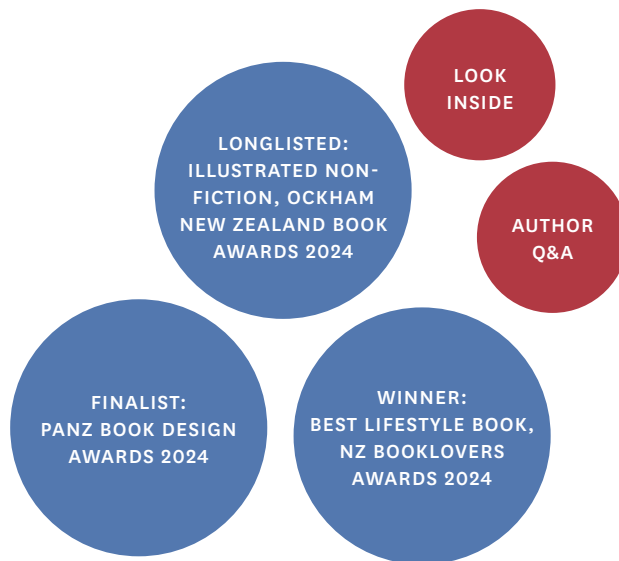 LOOK
INSIDE
LONGLISTED:
ILLUSTRATED NON-
FICTION, OCKHAM
NEW ZEALAND BOOK
AWARDS 2024
AUTHOR
Q&A
FINALIST:
PANZ BOOK DESIGN
AWARDS 2024
WINNER:
BEST LIFESTYLE BOOK,
NZ BOOKLOVERS
AWARDS 2024